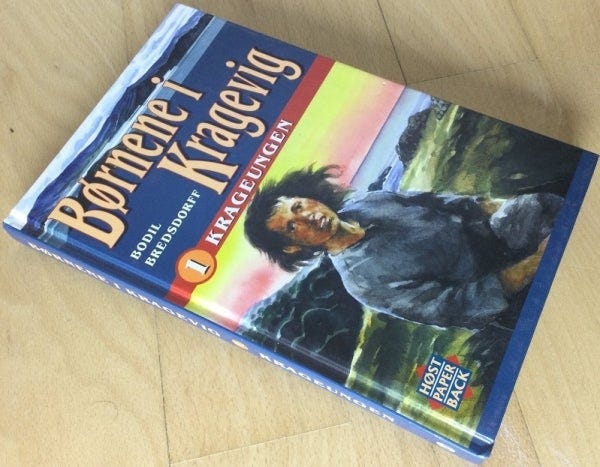 Børnene i
Kragevig
BODIL
BREDSDORFF
1 KRAGEUNGEN
HØST
PAPER
BACK
BØRNENE I KRAGEVIG KRAGEUNGEN